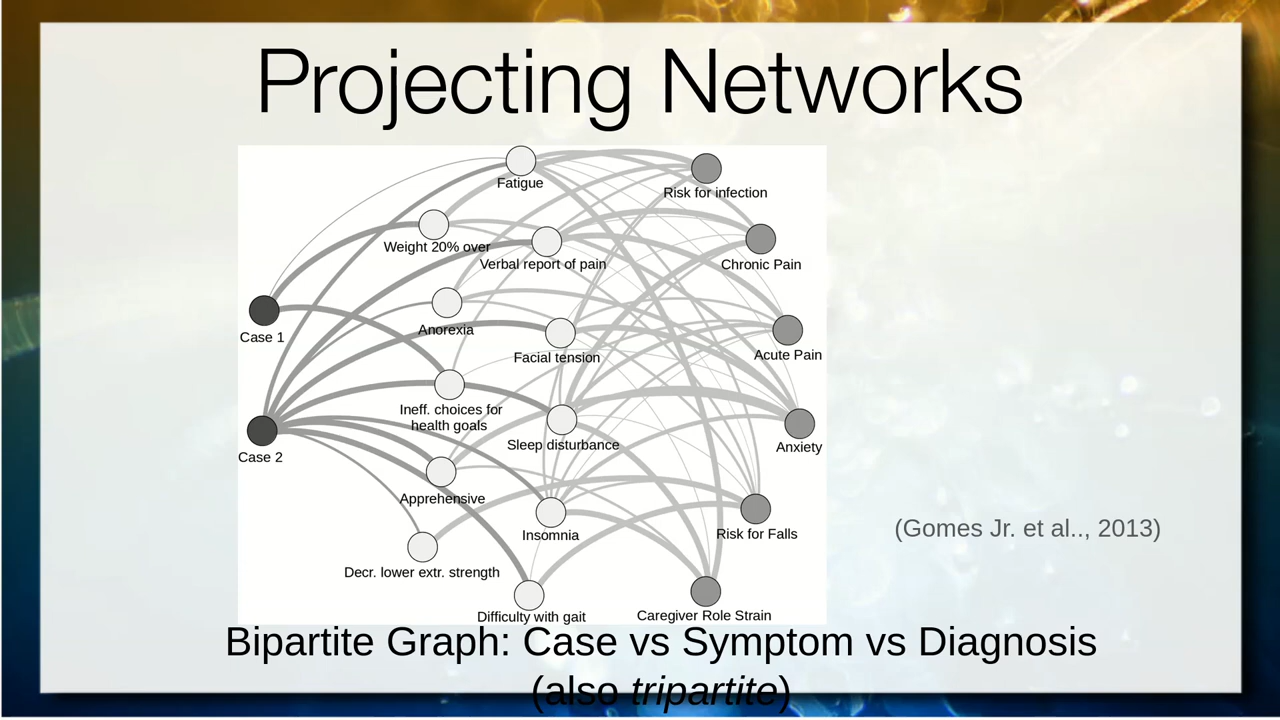 Projecting Networks
Fatigue
Risk for infection
Weight 20% over
Verbal report of pain
Chronic Pain
Case 1
Anorexia
Facial tension
Acute Pain
Ineff. choices for
health goals
Sleep disturbance
Anxiety
Case 2
Apprehensive
Insomnia
Risk for Falls
(Gomes Jr. et al.., 2013)
Decr. lower extr. strength
Difficulty with gait
Caregiver Role Strain
Bipartite Graph: Case vs Symptom vs Diagnosis
(also tripartite)